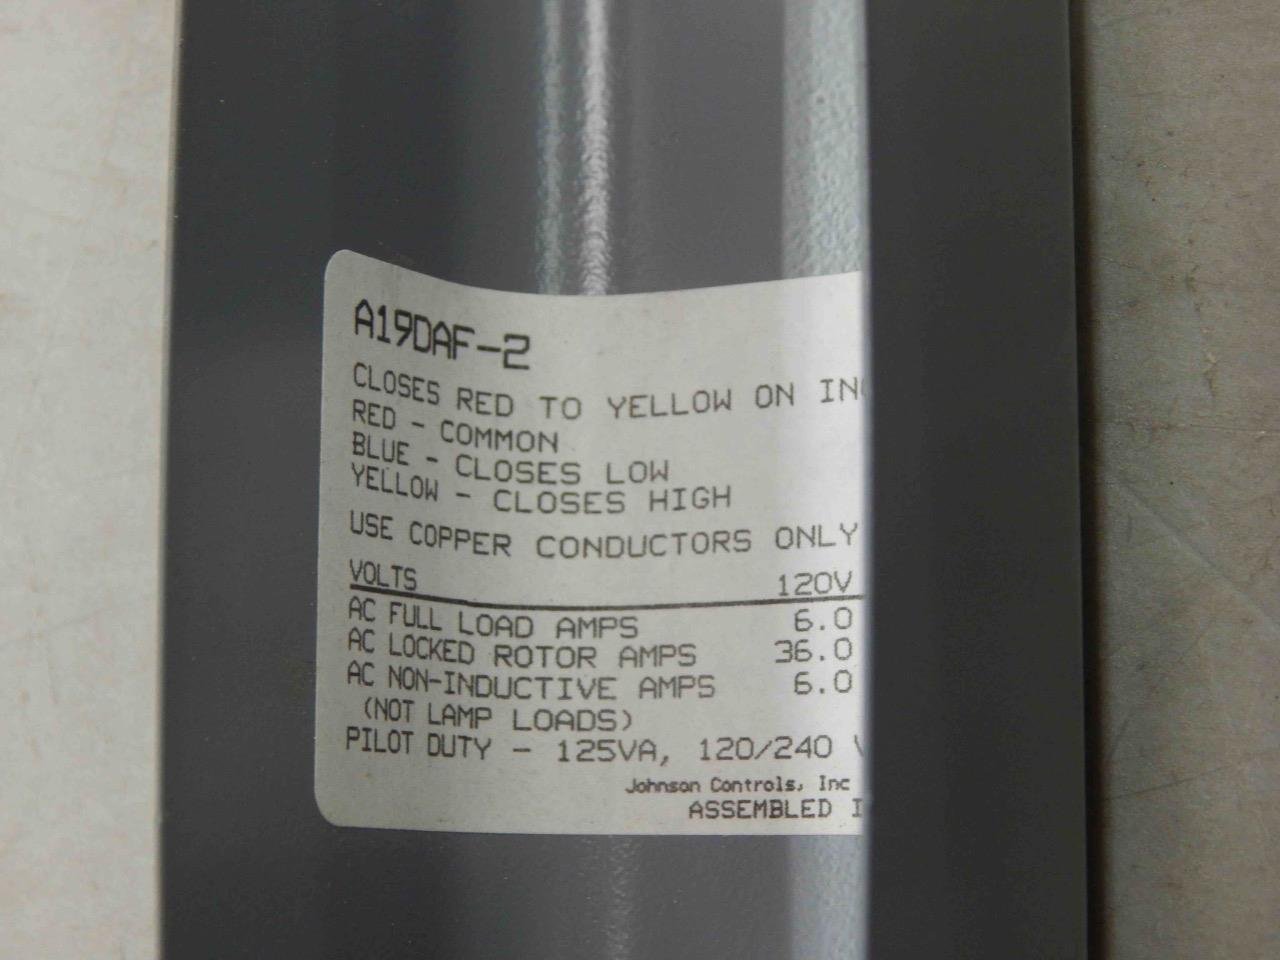 A19DAF-2
CLOSES RED TO YELLOW ON
RED - COMMON
BLUE - CLOSES LOW
YELLOW - CLOSES HIGH
USE COPPER CONDUCTORS ONLY
VOLTS 120V
AC FULL LOAD AMPS 6.0
AC LOCKED ROTOR AMPS 36.0
AC NON-INDUCTIVE AMPS 6.0
(NOT LAMP LOADS)
PILOT DUTY - 125VA, 120/240
Johnson Controls, Inc
ASSEMBLED